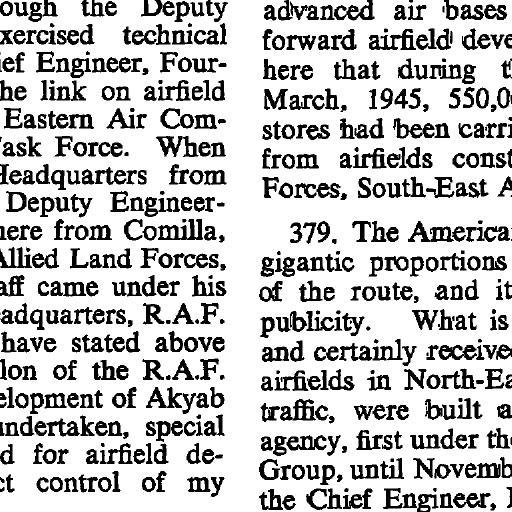 ough the Deputy
xercised technical
ief Engineer, Four-
he link on airfield
Eastern Air Com-
ask Force. When
Headquarters from
Deputy Engineer-
here from Comilla,
Allied Land Forces,
aff came under his
adquarters, R.A.F.
have stated above
lon of the R.A.F.
elopment of Akyab
undertaken, special
d for airfield de-
ct control of my
advanced air bases
forward airfield deve
here that during t
March, 1945, 550,0
stores had been carri
from airfields const
Forces, South-East A
379. The America
gigantic proportions
of the route, and it
publicity. What is
and certainly receive
airfields in North-Ea
traffic, were built a
agency, first under th
Group, until Novemb
the Chief Engineer,